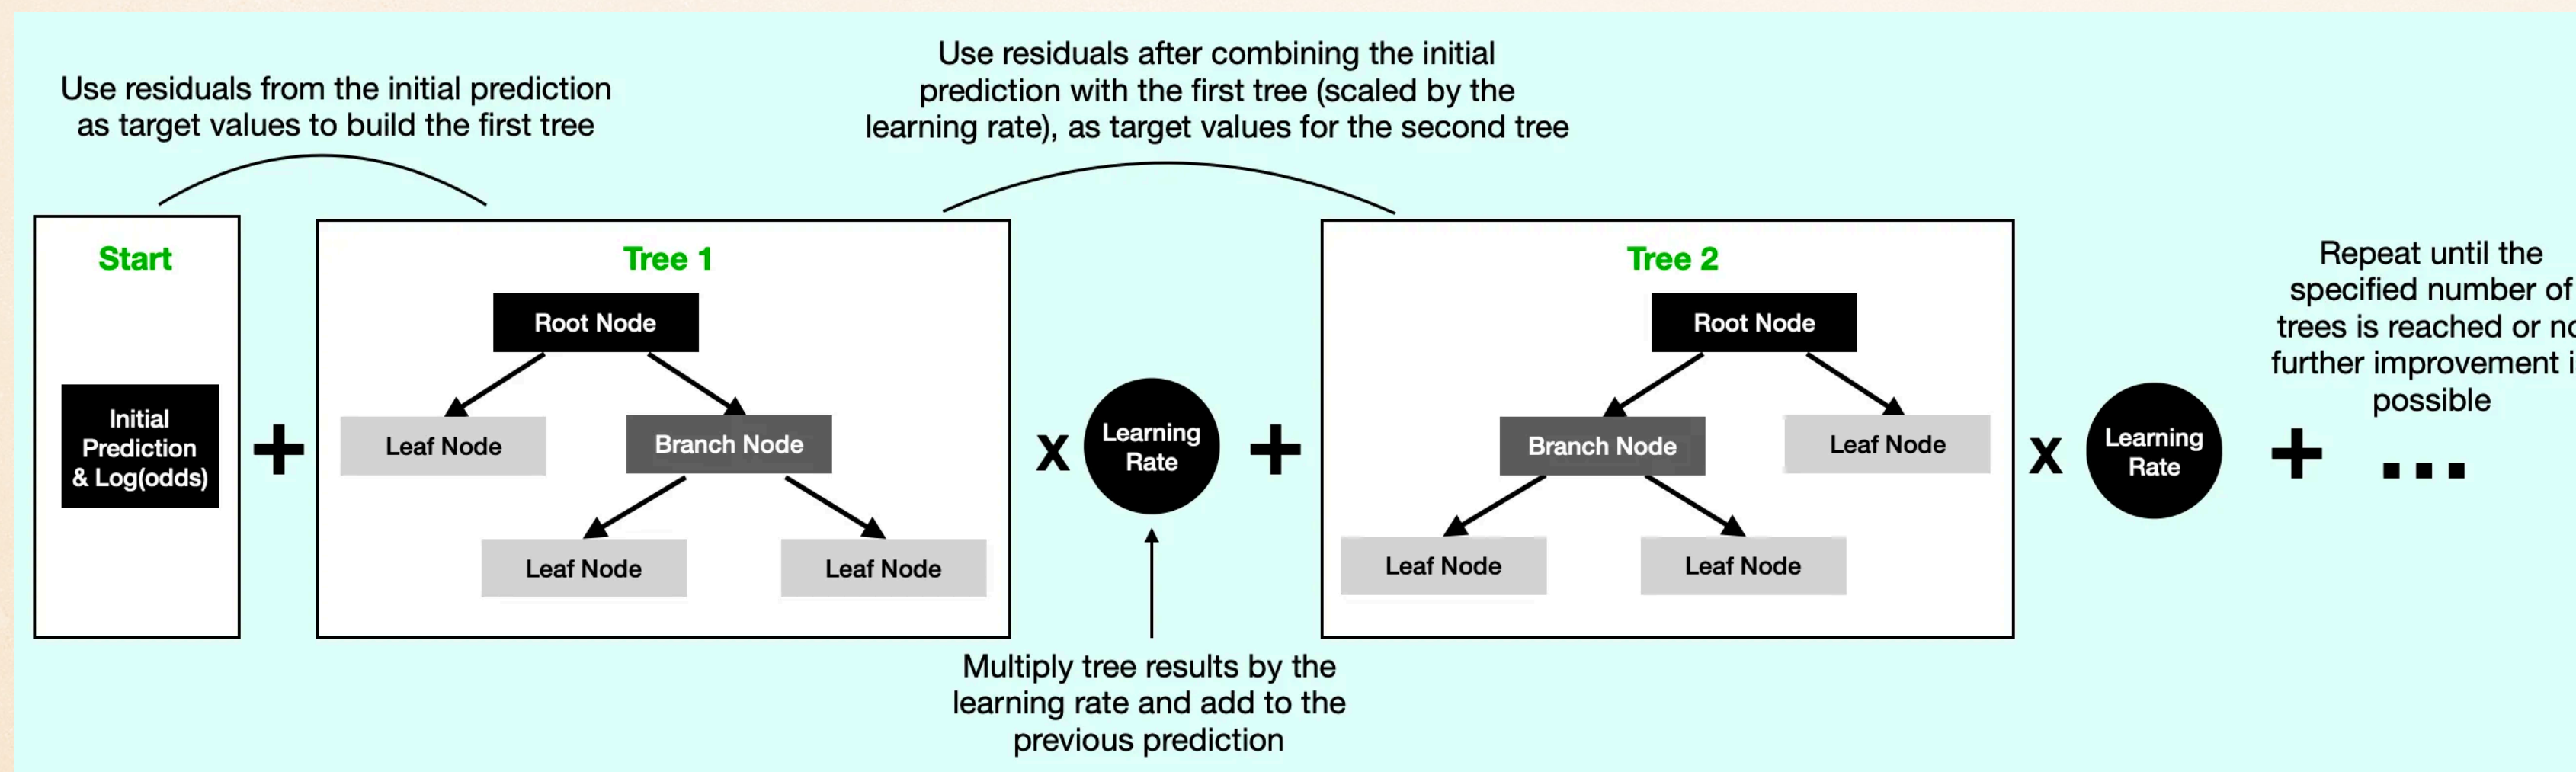 Use residuals from the initial prediction
as target values to build the first tree
Use residuals after combining the initial
prediction with the first tree (scaled by the
learning rate), as target values for the second tree
Start
Initial
Prediction
& Log(odds)
+
Tree 1
Root Node
Leaf Node
Branch Node
Leaf Node
Leaf Node
x
Learning
Rate
Multiply tree results by the
learning rate and add to the
previous prediction
+
Tree 2
Root Node
Branch Node
Leaf Node
Leaf Node
Leaf Node
x
Learning
Rate
Repeat until the
specified number of
trees is reached or
further improvement
possible
+ ...